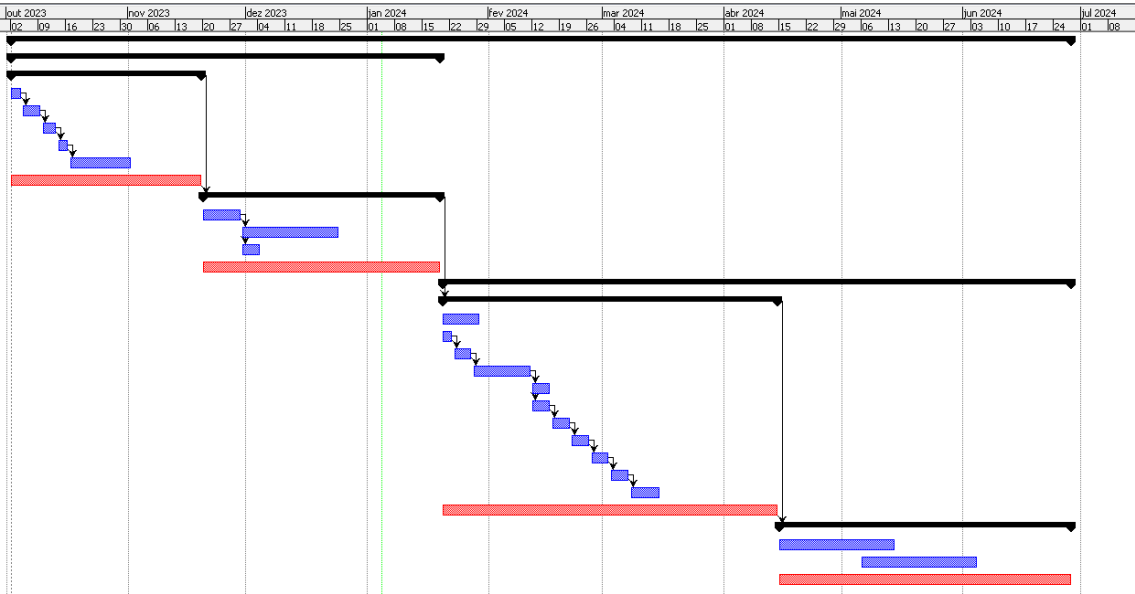 out 2023 nov 2023 dez 2023 jan 2024 fev 2024 mar 2024 abr 2024 mai 2024 jun 2024 jul 2024
02 09 16 23 30 06 13 20 27 04 11 18 25 01 08 15 22 29 05 12 19 26 04 11 18 25 01 08 15 22 29 06 13 20 27 03 10 17 24 01 08